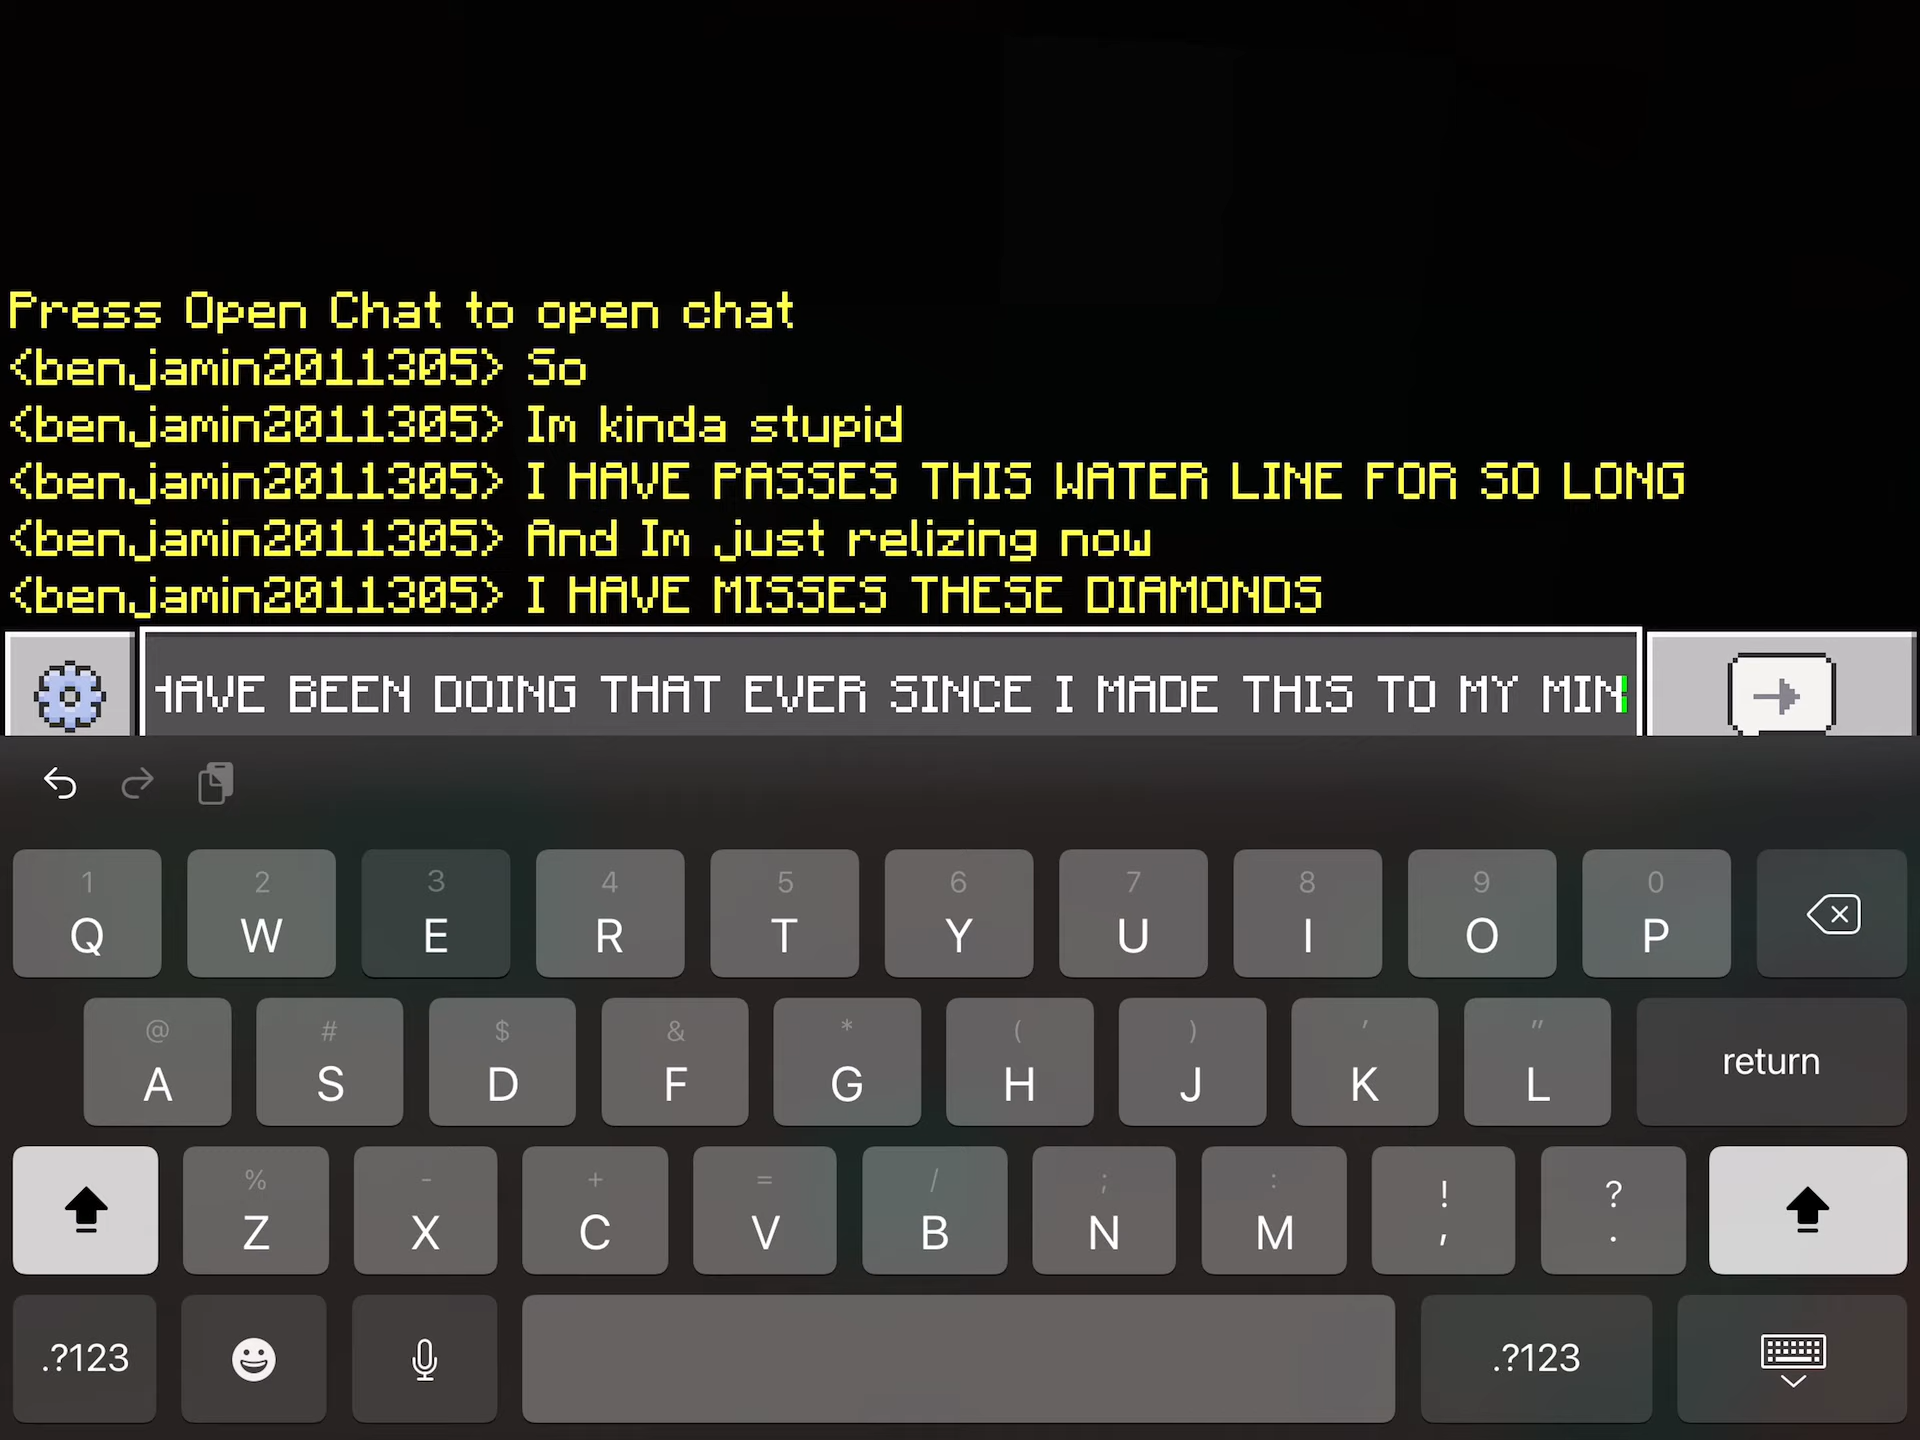 Press Open Chat to open chat
<benjamin2011305> So
<benjamin2011305> Im kinda stupid
<benjamin2011305> I HAVE PASSES THIS WATER LINE FOR SO LONG
<benjamin2011305> And Im just relizing now
<benjamin2011305> I HAVE MISSES THESE DIAMONDS
HAVE BEEN DOING THAT EVER SINCE I MADE THIS TO MY MIN
1 2 3 4 5 6 7 8 9 0
Q W E R T Y U I O P
@ # $ & * ( ) ' "
A S D F G H J K L return
% - + = / ; : ! ?
Z X C V B N M , .
.?123 .?123